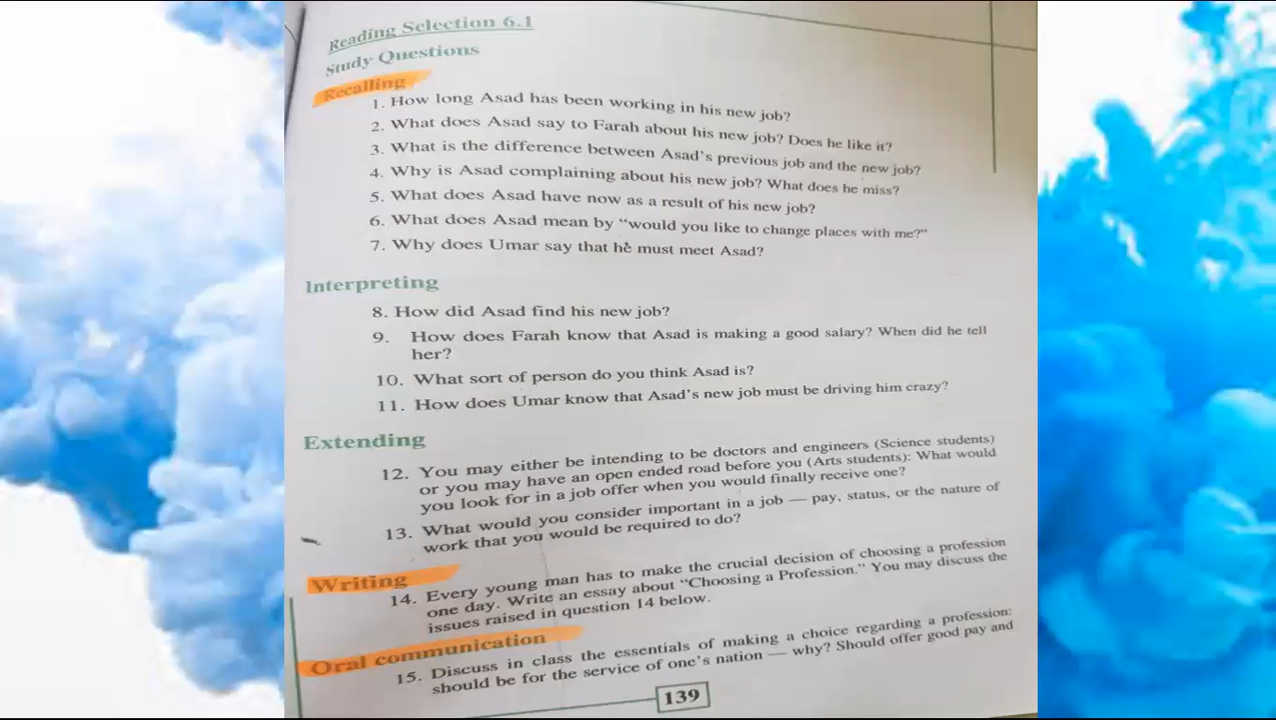 Reading Selection 6.1
Study Questions
Recalling
1. How long Asad has been working in his new job?
2. What does Asad say to Farah about his new job? Does he like it?
3. What is the difference between Asad's previous job and the new job?
4. Why is Asad complaining about his new job? What does he miss?
5. What does Asad have now as a result of his new job?
6. What does Asad mean by "would you like to change places with me?"
7. Why does Umar say that he must meet Asad?
Interpreting
8. How did Asad find his new job?
9. How does Farah know that Asad is making a good salary? When did he tell
her?
10. What sort of person do you think Asad is?
11. How does Umar know that Asad's new job must be driving him crazy?
Extending
12. You may either be intending to be doctors and engineers (Science students)
or you may have an open ended road before you (Arts students): What would
you look for in a job offer when you would finally receive one?
13. What would you consider important in a job — pay, status, or the nature of
work that you would be required to do?
Writing
14. Every young man has to make the crucial decision of choosing a profession
one day. Write an essay about "Choosing a Profession." You may discuss the
issues raised in question 14 below.
Oral communication
15. Discuss in class the essentials of making a choice regarding a profession:
should be for the service of one's nation — why? Should offer good pay and
139